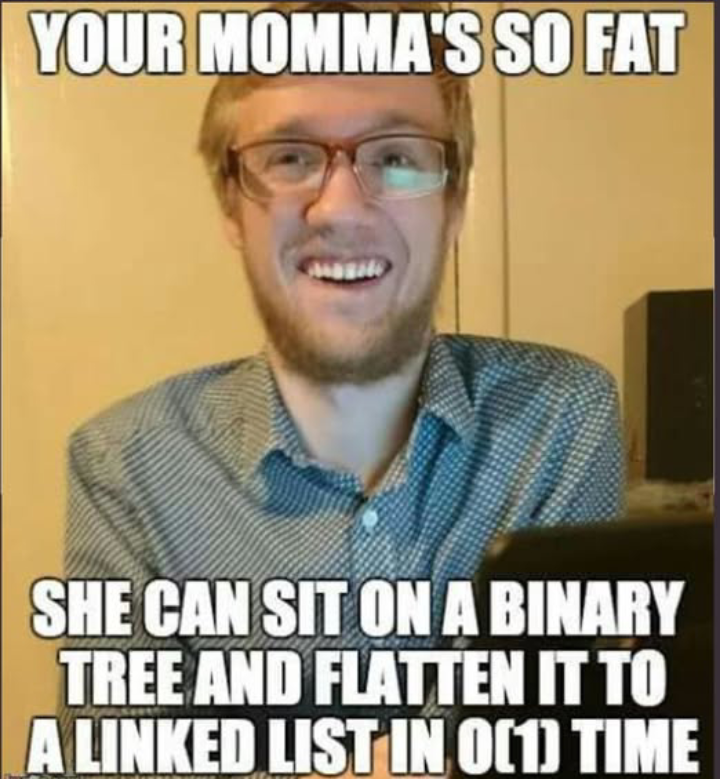 YOUR MOMMA'S SO FAT
SHE CAN SIT ON A BINARY
TREE AND FLATTEN IT TO
A LINKED LIST IN O(1) TIME